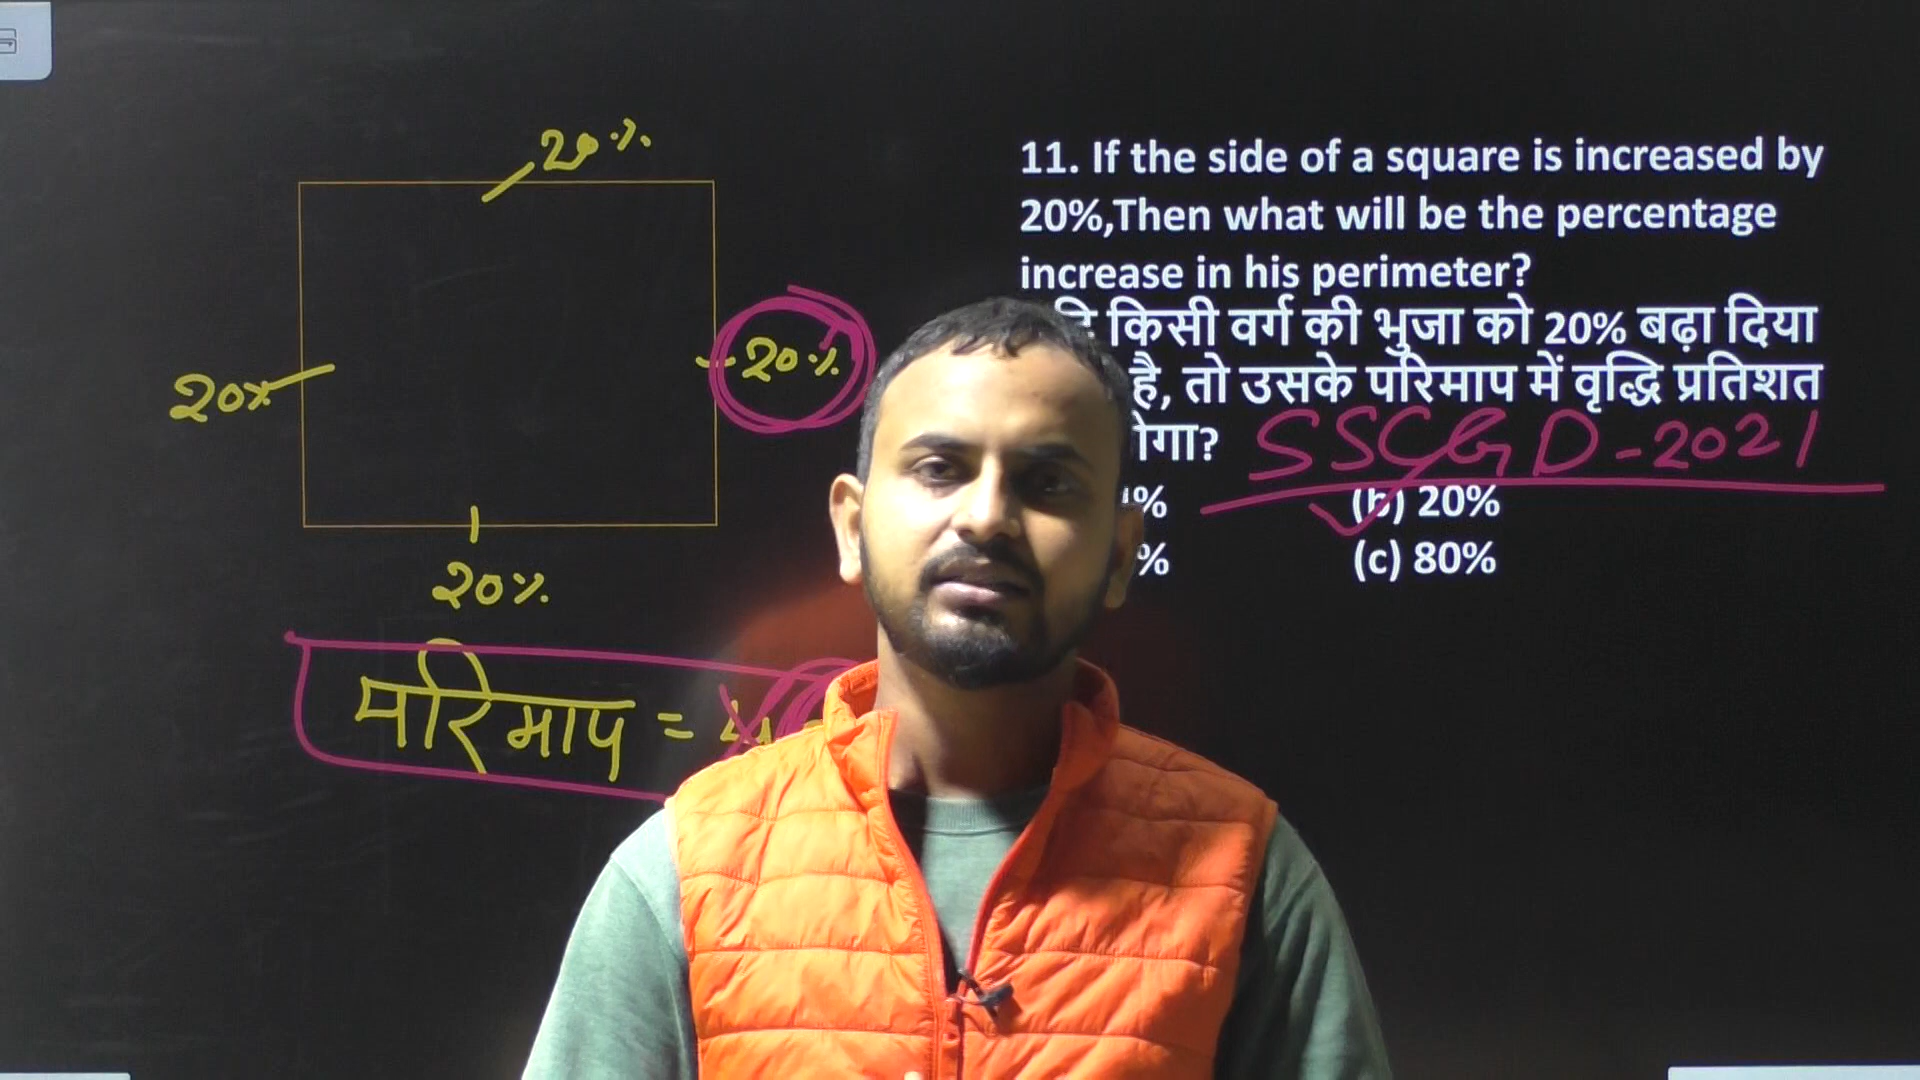 20%
20%
20%
20%
परिमाप =
11. If the side of a square is increased by
20%,Then what will be the percentage
increase in his perimeter?
किसी वर्ग की भुजा को 20% बढ़ा दिया
है, तो उसके परिमाप में वृद्धि प्रतिशत
SSCGD-2021
(b) 20%
(c) 80%